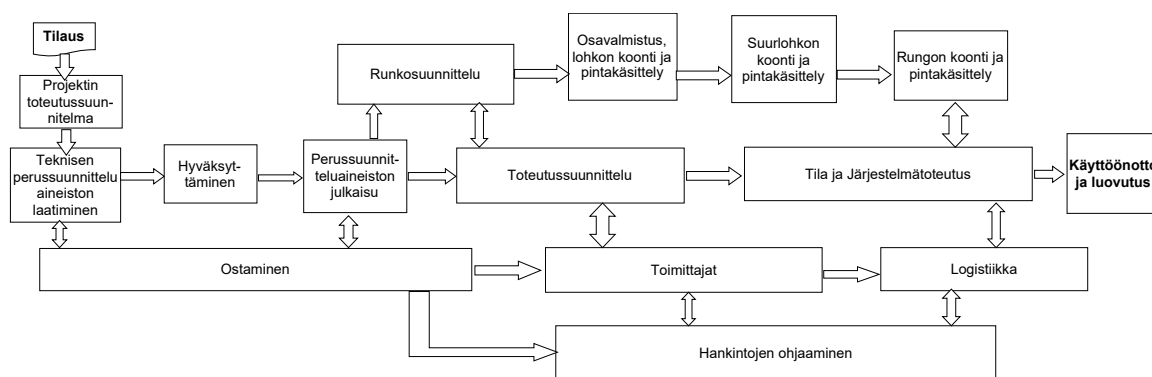 Tilaus
Projektin
toteutussuun-
nitelma
Teknisen
perussuunnittelu
aineiston
laatiminen
Hyväksyt-
täminen
Perussuunnit-
teluaineiston
julkaisu
Runkosuunnittelu
Osavalmistus,
lohkon koonti ja
pintakäsittely
Suurlohkon
koonti ja
pintakäsittely
Rungon konti ja
pintakäsittely
Toteutussuunnittelu
Tila ja Järjestelmätoteutus
Käyttöönotto
ja luovutus
Ostaminen
Toimittajat
Logistiikka
Hankintojen ohjaaminen